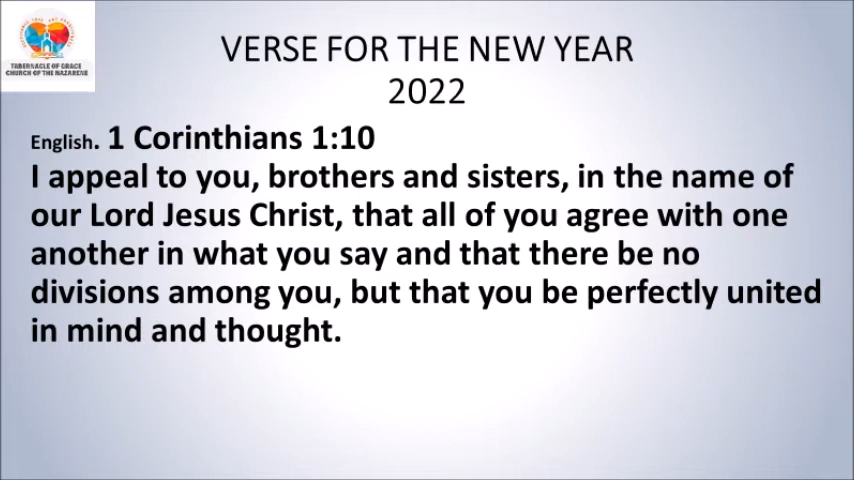 TABERNACLE OF GRACE
CHURCH OF THE NAZARENE
VERSE FOR THE NEW YEAR
2022
English. 1 Corinthians 1:10
I appeal to you, brothers and sisters, in the name of
our Lord Jesus Christ, that all of you agree with one
another in what you say and that there be no
divisions among you, but that you be perfectly united
in mind and thought.